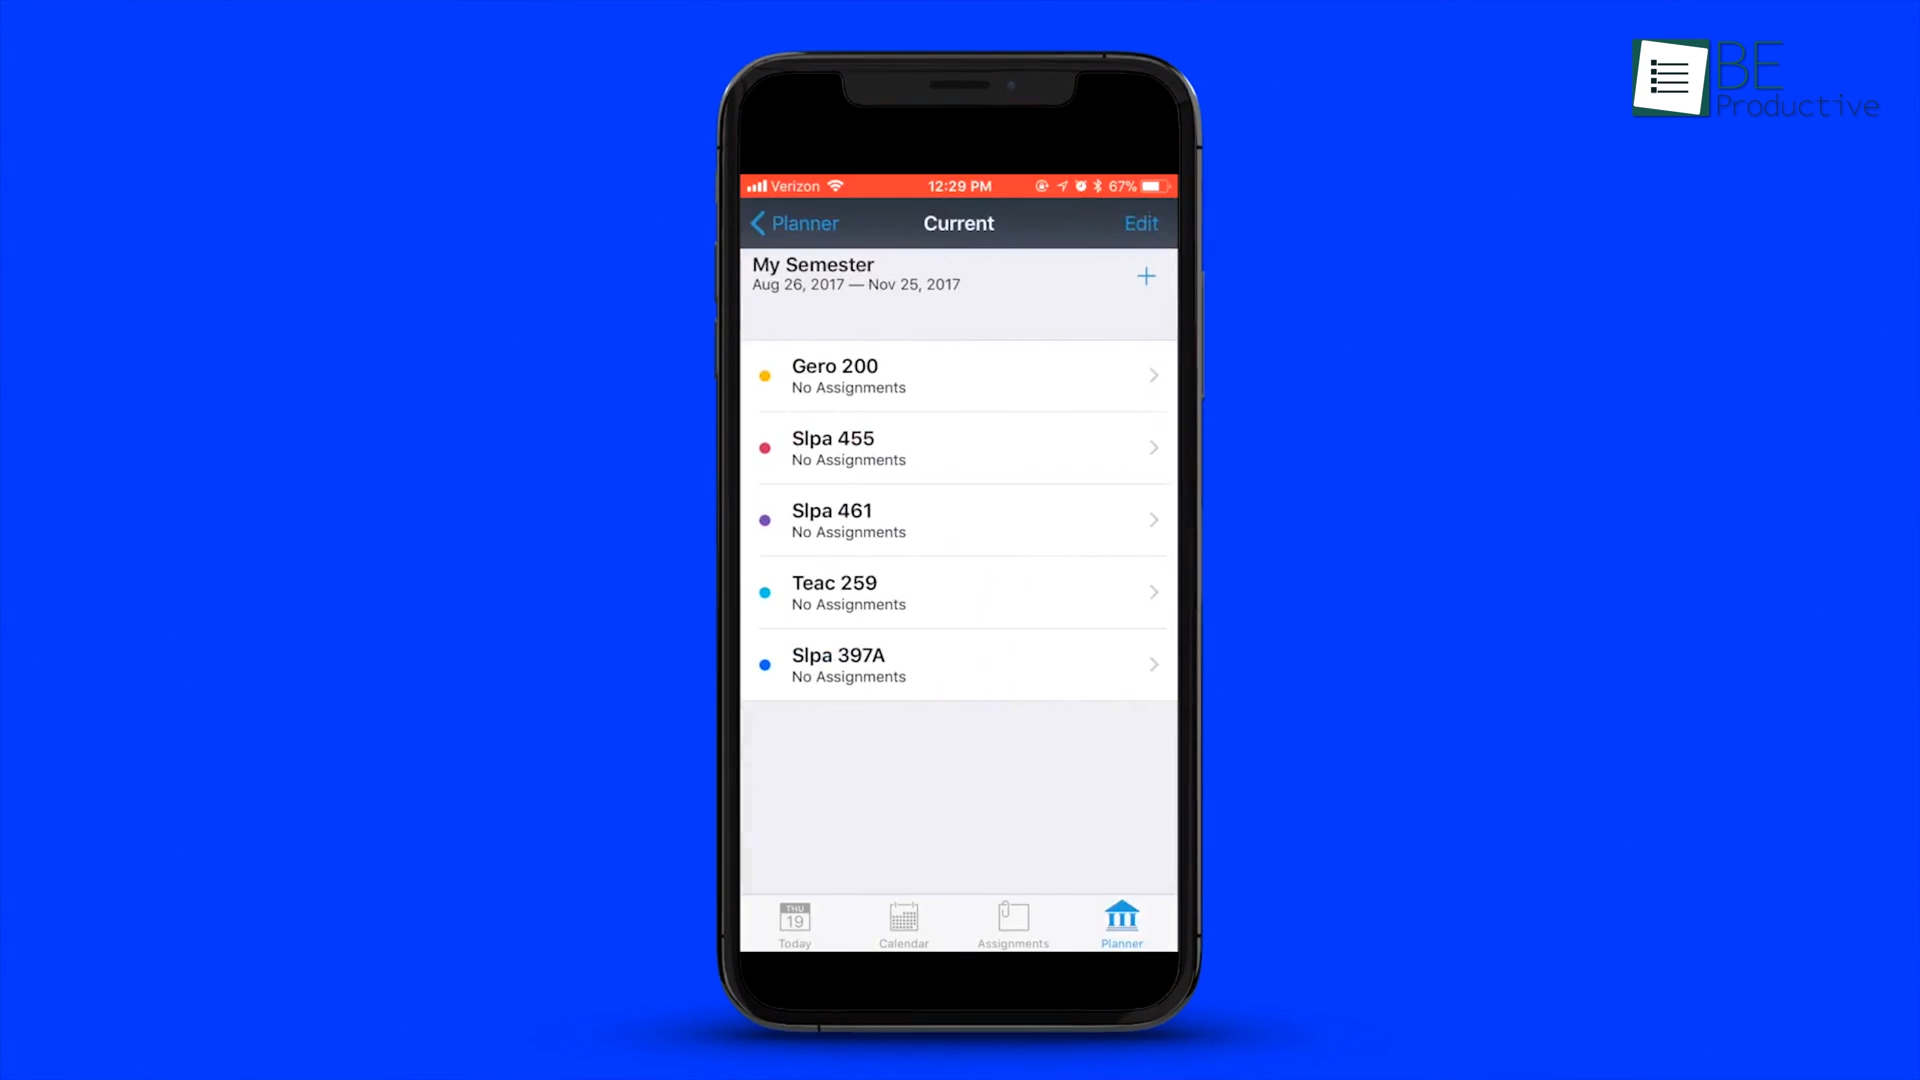 BE
Productive
Verizon 12:29 PM 67%
Planner Current Edit
My Semester
Aug 26, 2017 — Nov 25, 2017
Gero 200
No Assignments
Slpa 455
No Assignments
Slpa 461
No Assignments
Teac 259
No Assignments
Slpa 397A
No Assignments
THU
19
Today Calendar Assignments Planner